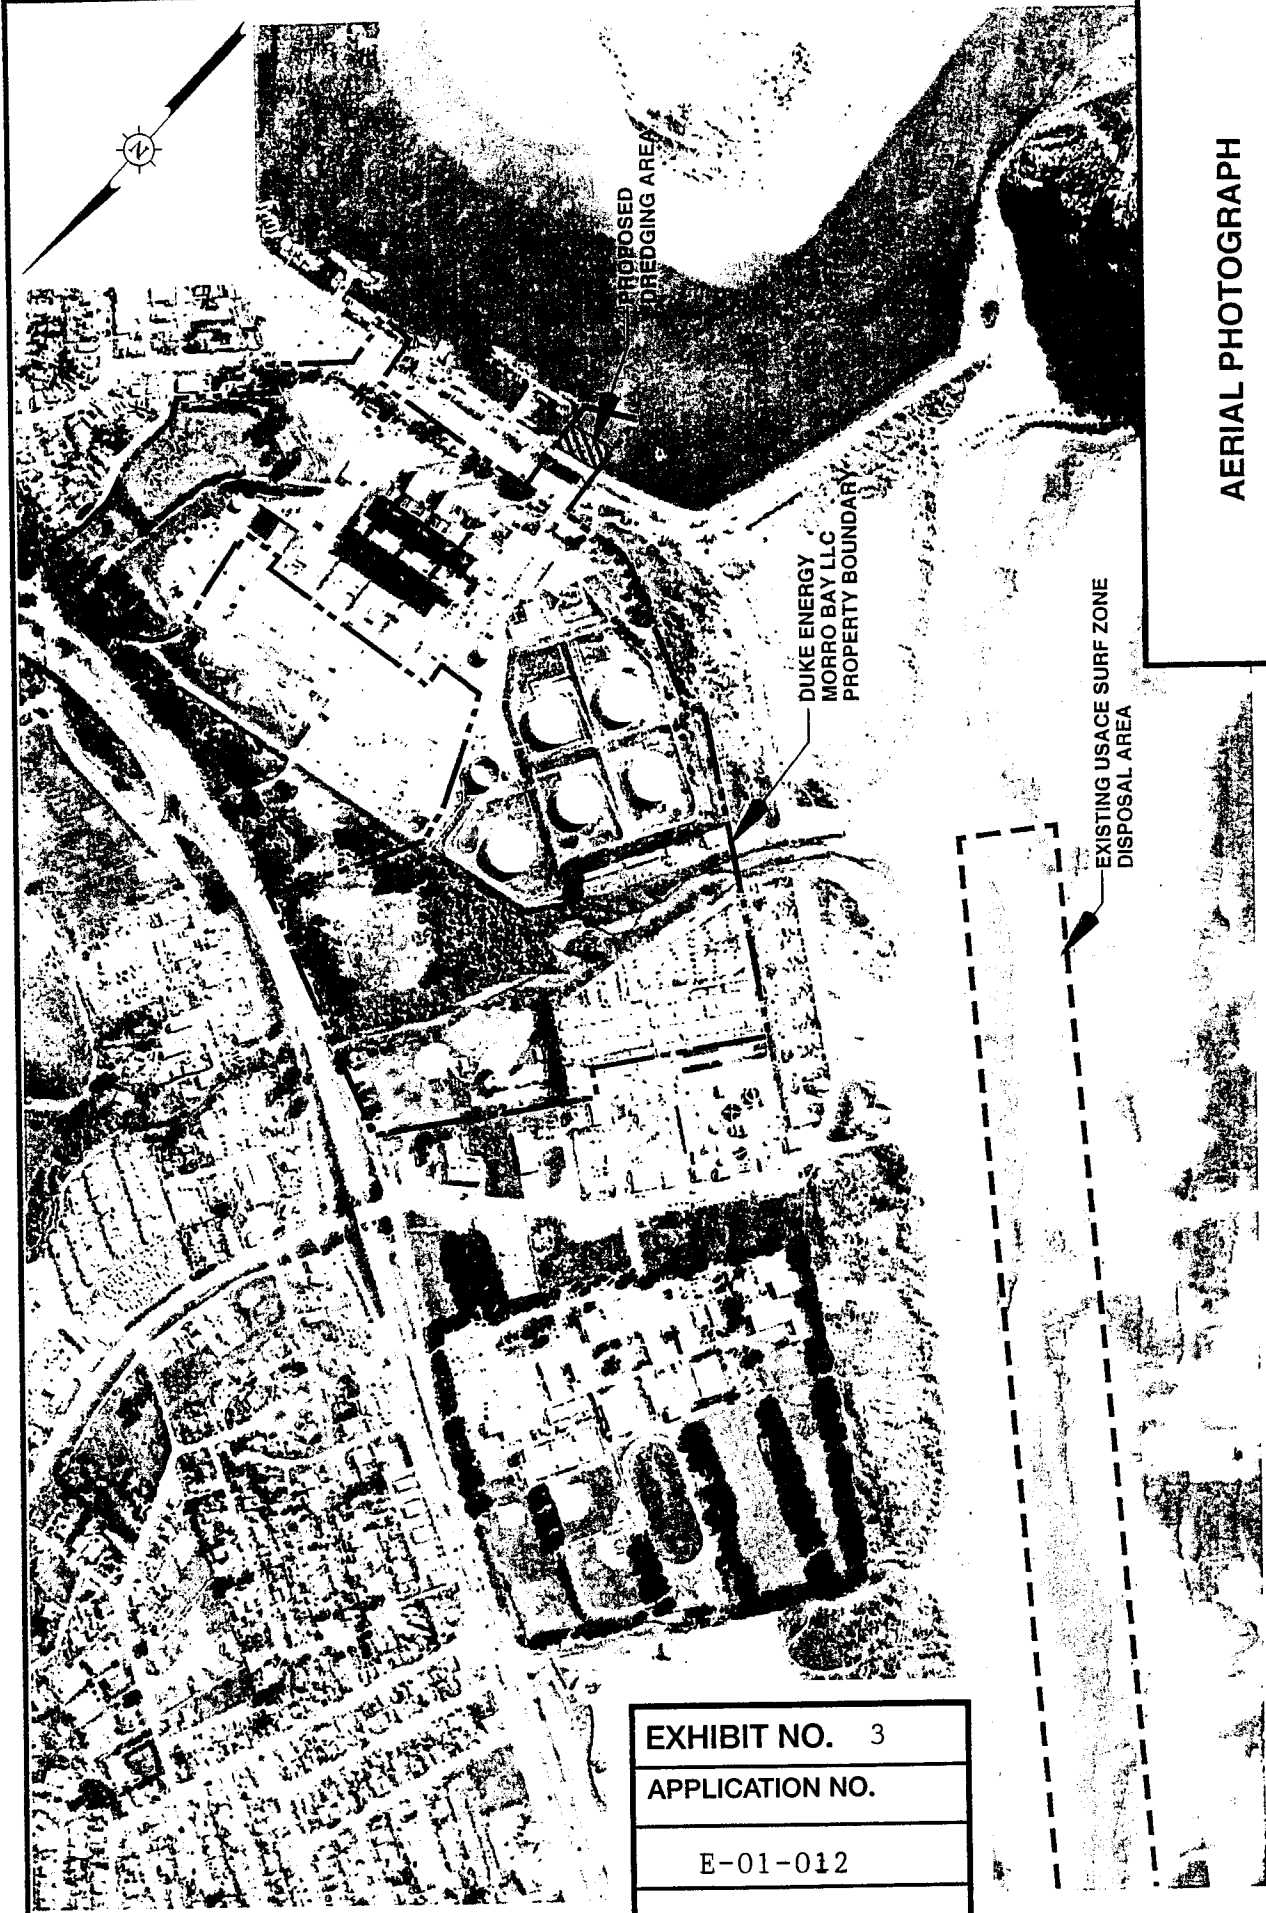 N
PROPOSED
DREDGING AREA
DUKE ENERGY
MORRO BAY LLC
PROPERTY BOUNDARY
EXISTING USACE SURF ZONE
DISPOSAL AREA
AERIAL PHOTOGRAPH
EXHIBIT NO. 3
APPLICATION NO.
E-01-012